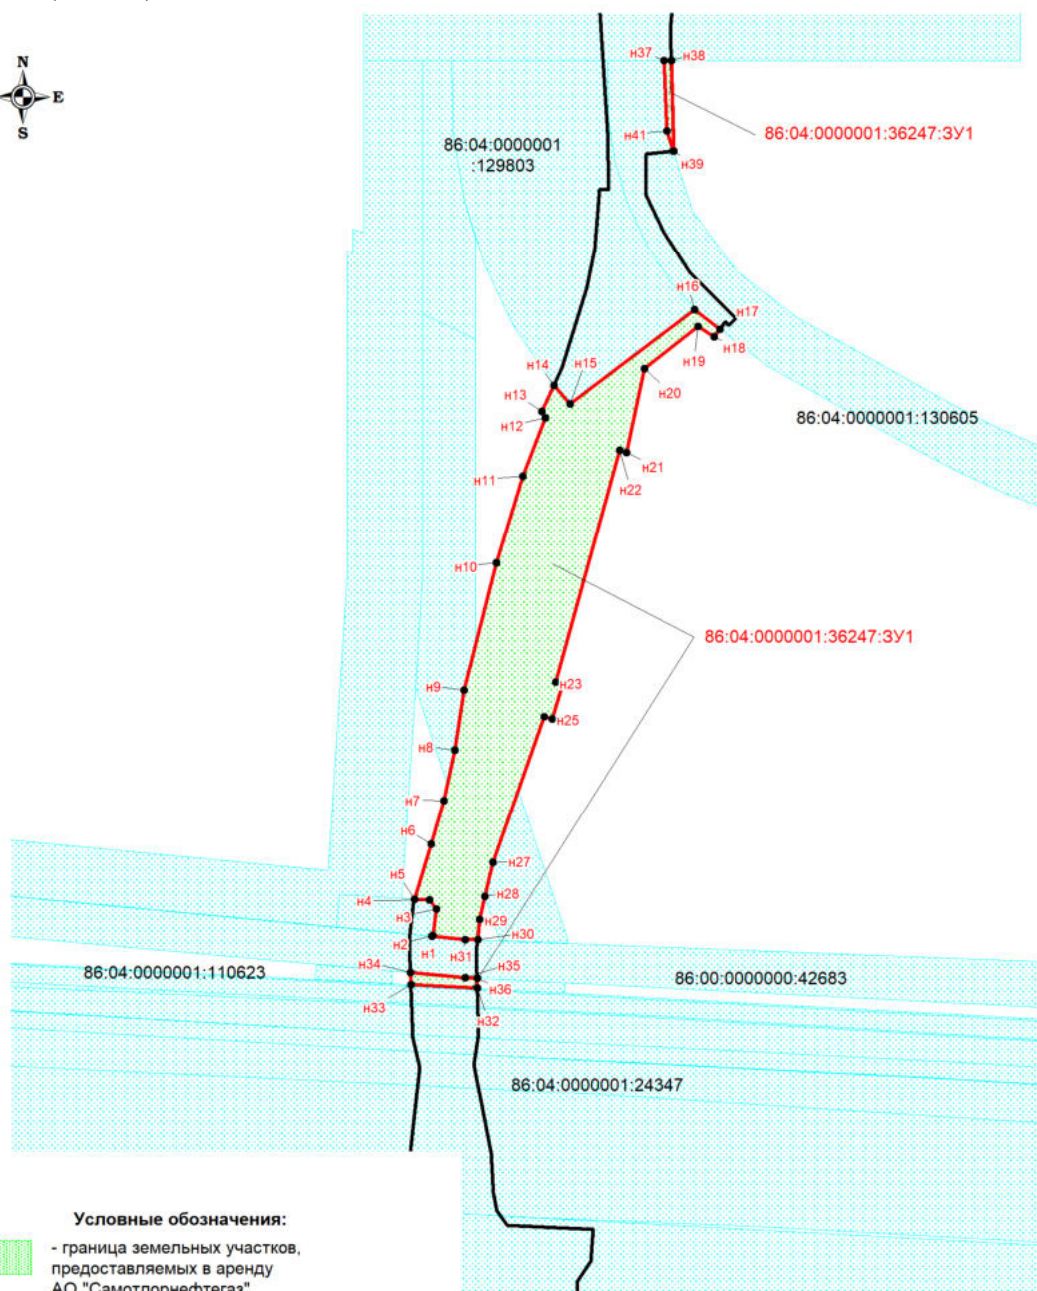 N
E
S
н37
н38
н41
н39
86:04:0000001:36247:ЗУ1
86:04:0000001
:129803
н16
н17
н18
н19
н14
н15
н20
н13
н12
86:04:0000001:130605
н21
н22
н11
н10
86:04:0000001:36247:ЗУ1
н9
н23
н25
н8
н7
н6
н27
н5
н4
н28
н3
н29
н2
н1
н31
н30
н34
н35
86:04:0000001:110623
86:00:0000000:42683
н36
н33
н32
86:04:0000001:24347
Условные обозначения:
- граница земельных участков,
предоставляемых в аренду
АО "Самотлорнефтегаз"